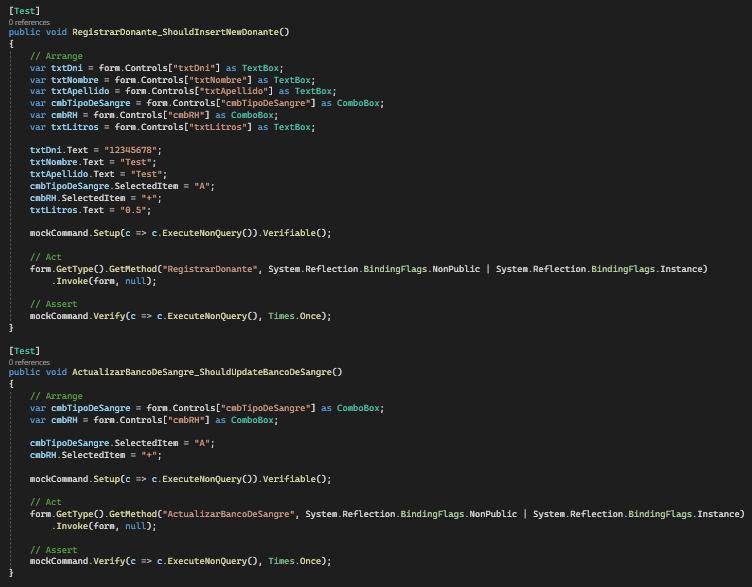 [Test]
0 references
public void RegistrarDonante_ShouldInsertNewDonante()
{
    // Arrange
    var txtDni = form.Controls["txtDni"] as TextBox;
    var txtNombre = form.Controls["txtNombre"] as TextBox;
    var txtApellido = form.Controls["txtApellido"] as TextBox;
    var cmbTipoDeSangre = form.Controls["cmbTipoDeSangre"] as ComboBox;
    var cmbRH = form.Controls["cmbRH"] as ComboBox;
    var txtLitros = form.Controls["txtLitros"] as TextBox;

    txtDni.Text = "12345678";
    txtNombre.Text = "Test";
    txtApellido.Text = "Test";
    cmbTipoDeSangre.SelectedItem = "A";
    cmbRH.SelectedItem = "+";
    txtLitros.Text = "0.5";

    mockCommand.Setup(c => c.ExecuteNonQuery()).Verifiable();

    // Act
    form.GetType().GetMethod("RegistrarDonante", System.Reflection.BindingFlags.NonPublic | System.Reflection.BindingFlags.Instance)
        .Invoke(form, null);

    // Assert
    mockCommand.Verify(c => c.ExecuteNonQuery(), Times.Once);
}

[Test]
0 references
public void ActualizarBancoDeSangre_ShouldUpdateBancoDeSangre()
{
    // Arrange
    var cmbTipoDeSangre = form.Controls["cmbTipoDeSangre"] as ComboBox;
    var cmbRH = form.Controls["cmbRH"] as ComboBox;

    cmbTipoDeSangre.SelectedItem = "A";
    cmbRH.SelectedItem = "+";

    mockCommand.Setup(c => c.ExecuteNonQuery()).Verifiable();

    // Act
    form.GetType().GetMethod("ActualizarBancoDeSangre", System.Reflection.BindingFlags.NonPublic | System.Reflection.BindingFlags.Instance)
        .Invoke(form, null);

    // Assert
    mockCommand.Verify(c => c.ExecuteNonQuery(), Times.Once);
}